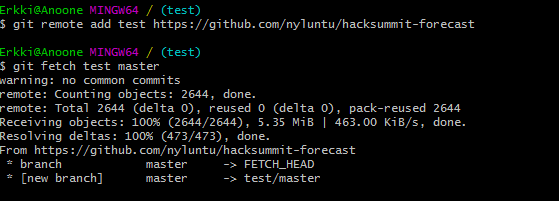 Erkki@Anoone MINGW64 / (test)
$ git remote add test https://github.com/nyluntu/hacksummit-forecast
Erkki@Anoone MINGW64 / (test)
$ git fetch test master
warning: no common commits
remote: Counting objects: 2644, done.
remote: Total 2644 (delta 0), reused 0 (delta 0), pack-reused 2644
Receiving objects: 100% (2644/2644), 5.35 MiB | 463.00 KiB/s, done.
Resolving deltas: 100% (473/473), done.
From https://github.com/nyluntu/hacksummit-forecast
 * branch            master     -> FETCH_HEAD
 * [new branch]      master     -> test/master